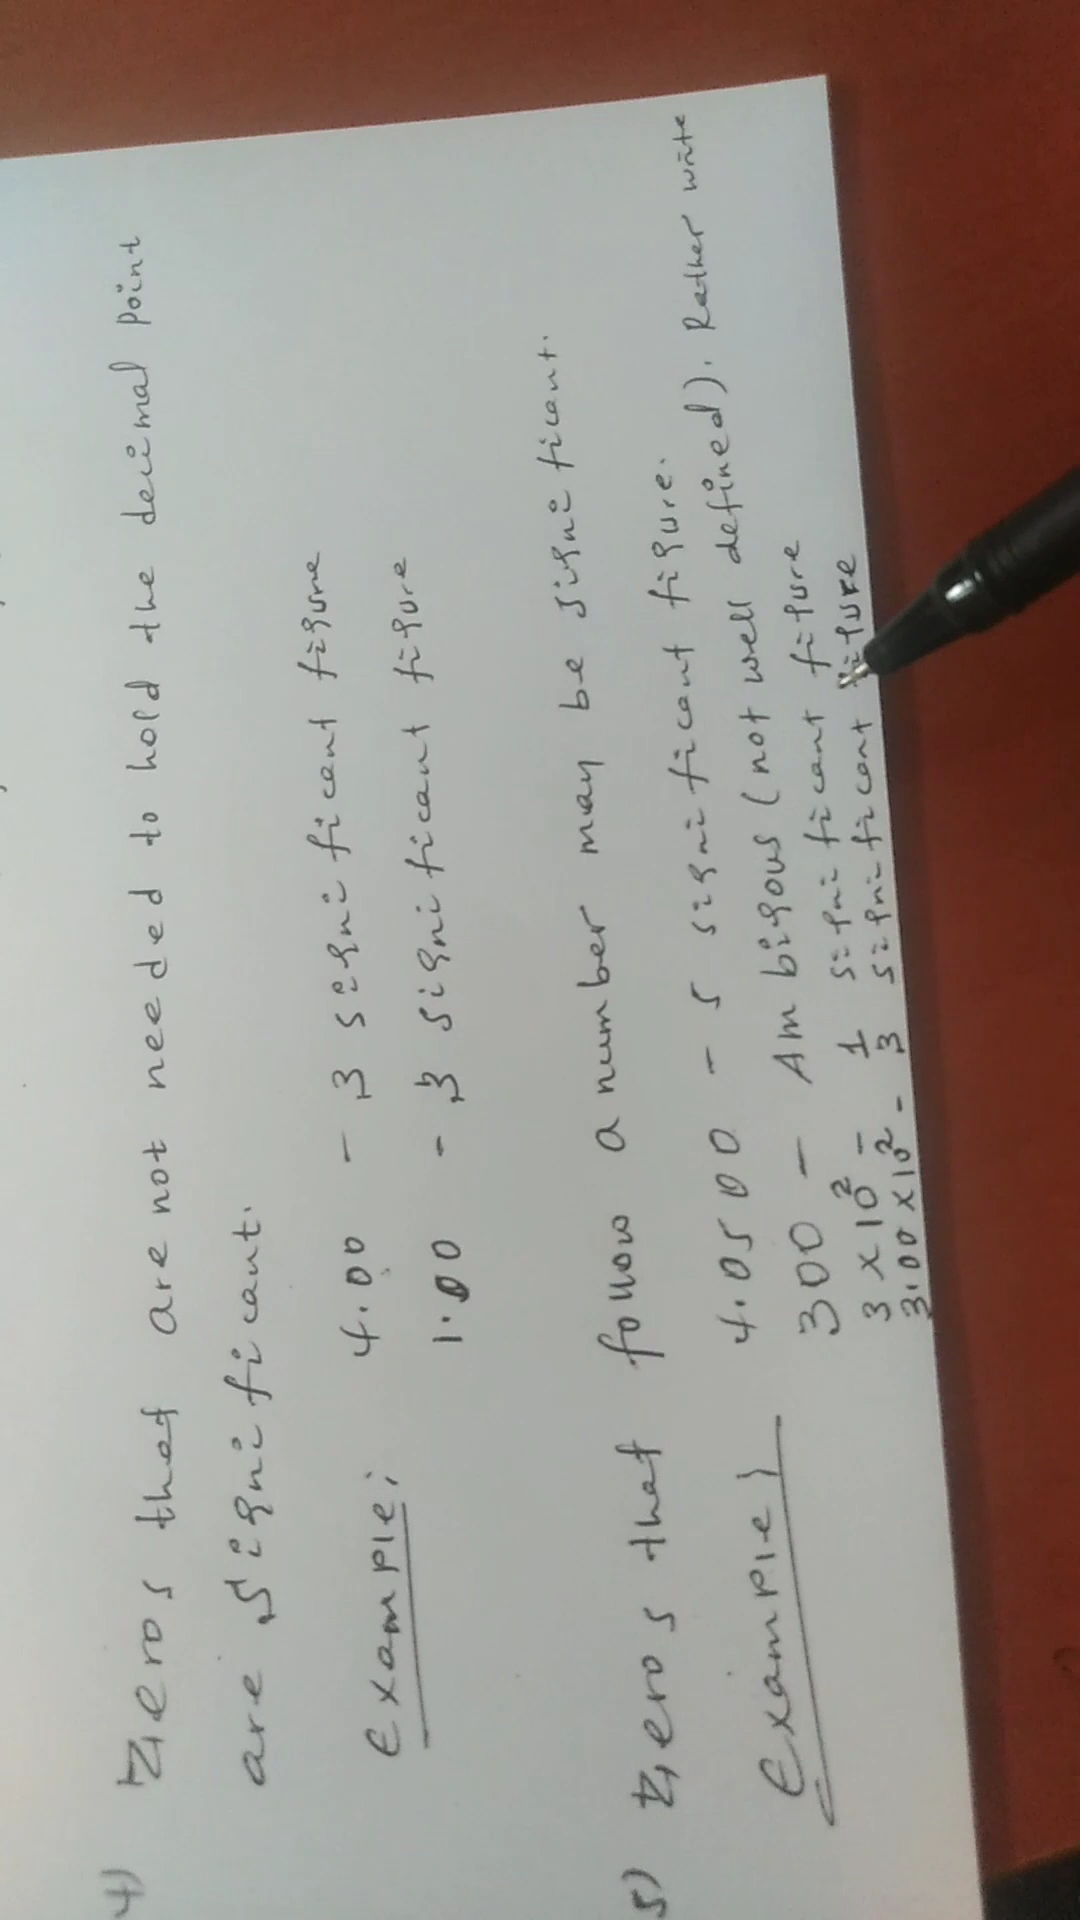 4) Zeros that are not needed to hold the decimal point
are significant.
Example: 4.00 - 3 significant figure
1.00 - 3 significant figure
5) Zeros that follow a number may be significant.
Example) 4.0500 - 5 significant figure.
300 - Ambigous (not well defined). Rather write
3 × 10² - 1 significant figure
3.00 × 10² - 3 significant figure